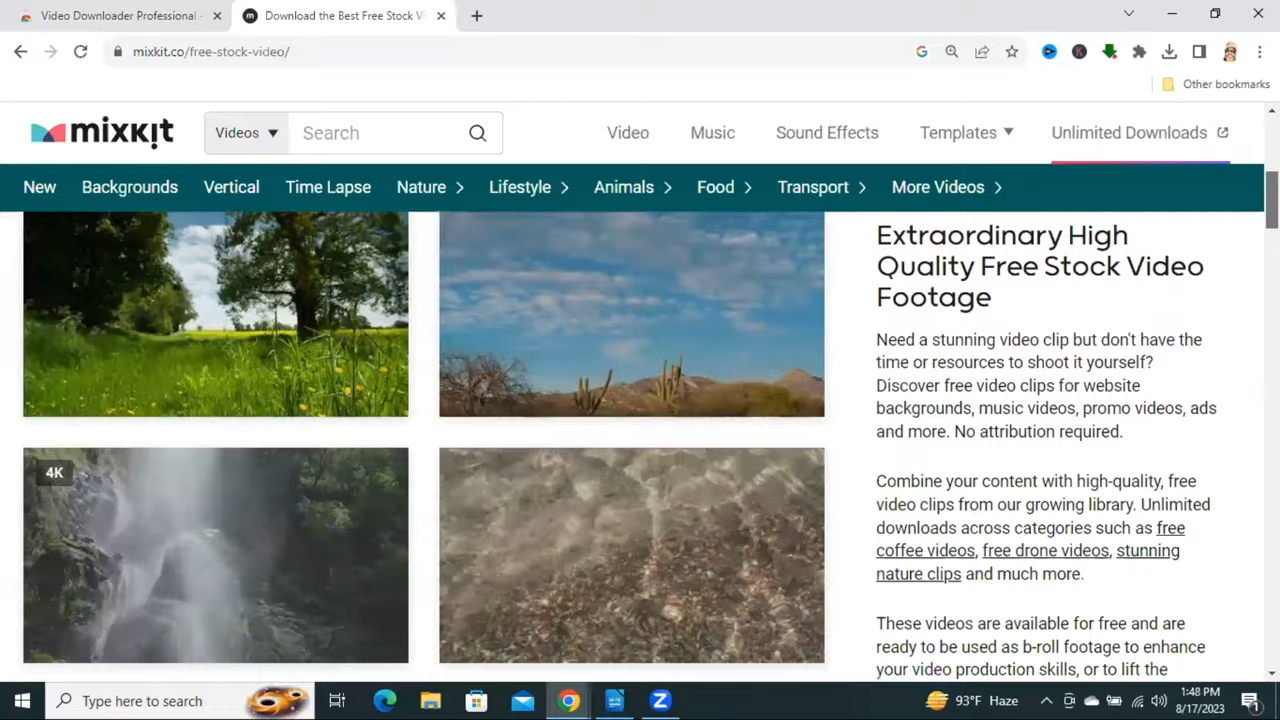 Video Downloader Professional -
Download the Best Free Stock Vi
mixkit.co/free-stock-video/
Other bookmarks
mixkit
Videos
Search
Video
Music
Sound Effects
Templates
Unlimited Downloads
New
Backgrounds
Vertical
Time Lapse
Nature
Lifestyle
Animals
Food
Transport
More Videos
Extraordinary High
Quality Free Stock Video
Footage
Need a stunning video clip but don't have the
time or resources to shoot it yourself?
Discover free video clips for website
backgrounds, music videos, promo videos, ads
and more. No attribution required.
4K
Combine your content with high-quality, free
video clips from our growing library. Unlimited
downloads across categories such as free
coffee videos, free drone videos, stunning
nature clips and much more.
These videos are available for free and are
ready to be used as b-roll footage to enhance
your video production skills, or to lift the
Type here to search
93°F Haze
1:48 PM
8/17/2023
1